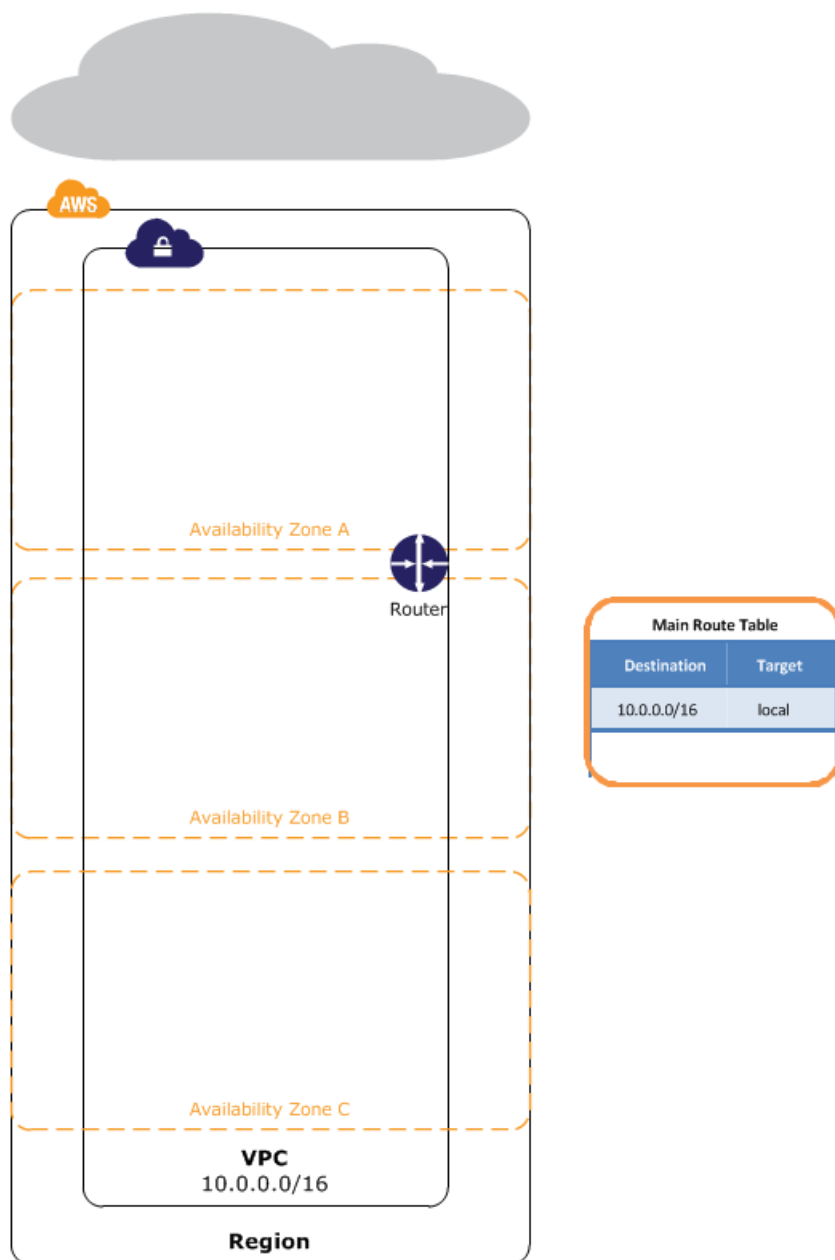 AWS
Availability Zone A
Router
Availability Zone B
Availability Zone C
VPC
10.0.0.0/16
Region
Main Route Table
Destination Target
10.0.0.0/16 local